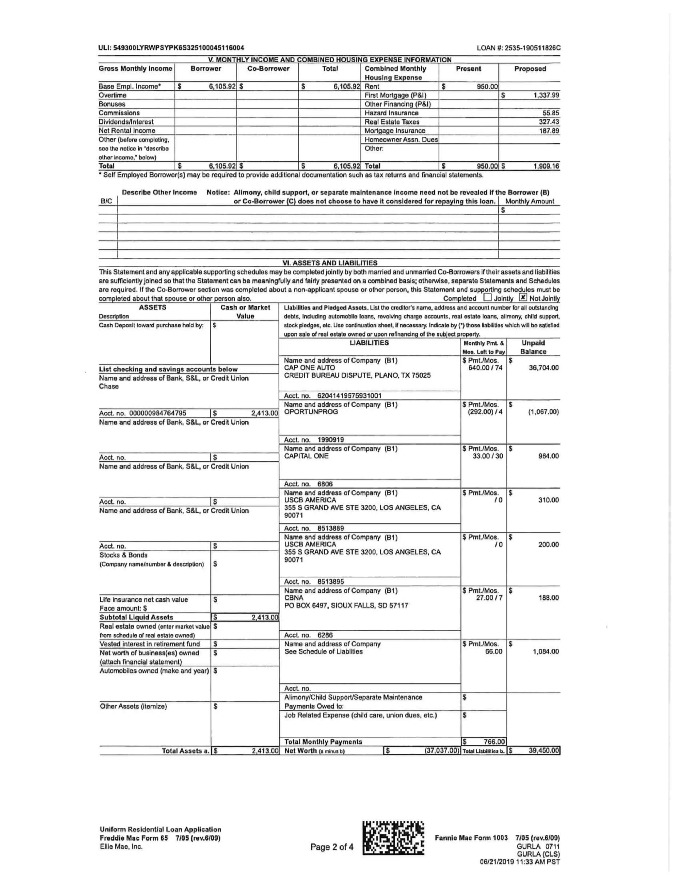 ULI: 549300LYRWPSYPK6S325100045116004 LOAN #: 2535-190511826C
V. MONTHLY INCOME AND COMBINED HOUSING EXPENSE INFORMATION
Gross Monthly Income Borrower Co-Borrower Total Combined Monthly Housing Expense Present Proposed
Base Empl. Income* $ 6,105.92 $ $ 6,105.92 Rent $ 950.00
Overtime First Mortgage (P&I) $ 1,337.99
Bonuses Other Financing (P&I)
Commissions Hazard Insurance 55.85
Dividends/Interest Real Estate Taxes 327.43
Net Rental Income Mortgage Insurance 187.89
Other (before completing, Homeowner Assn. Dues
see the notice in "describe Other:
other income," below)
Total $ 6,105.92 $ $ 6,105.92 Total $ 950.00 $ 1,909.16
* Self Employed Borrower(s) may be required to provide additional documentation such as tax returns and financial statements.
Describe Other Income Notice: Alimony, child support, or separate maintenance income need not be revealed if the Borrower (B)
B/C or Co-Borrower (C) does not choose to have it considered for repaying this loan. Monthly Amount
$
VI. ASSETS AND LIABILITIES
This Statement and any applicable supporting schedules may be completed jointly by both married and unmarried Co-Borrowers if their assets and liabilities
are sufficiently joined so that the Statement can be meaningfully and fairly presented on a combined basis; otherwise, separate Statements and Schedules
are required. If the Co-Borrower section was completed about a non-applicant spouse or other person, this Statement and supporting schedules must be
completed about that spouse or other person also. Completed Jointly X Not Jointly
ASSETS
Description
Cash or Market Value
Cash Deposit toward purchase held by: $
List checking and savings accounts below
Name and address of Bank, S&L, or Credit Union
Chase
Acct. no. 000000984764795 $ 2,413.00
Name and address of Bank, S&L, or Credit Union
Acct. no. $
Name and address of Bank, S&L, or Credit Union
Acct. no. $
Name and address of Bank, S&L, or Credit Union
Acct. no. $
Stocks & Bonds
(Company name/number & description) $
Life insurance net cash value $
Face amount: $
Subtotal Liquid Assets $ 2,413.00
Real estate owned (enter market value $
from schedule of real estate owned)
Vested interest in retirement fund $
Net worth of business(es) owned $
(attach financial statement)
Automobiles owned (make and year) $
Other Assets (itemize) $
Total Assets a. $ 2,413.00
Liabilities and Pledged Assets. List the creditor's name, address and account number for all outstanding
debts, including automobile loans, revolving charge accounts, real estate loans, alimony, child support,
stock pledges, etc. Use continuation sheet, if necessary. Indicate by (*) those liabilities which will be satisfied
upon sale of real estate owned or upon refinancing of the subject property.
LIABILITIES Monthly Pmt. & Mos. Left to Pay Unpaid Balance
Name and address of Company (B1) $ Pmt./Mos. $
CAP ONE AUTO 640.00 / 74 36,704.00
CREDIT BUREAU DISPUTE, PLANO, TX 75025
Acct. no. 62041419575931001
Name and address of Company (B1) $ Pmt./Mos. $
OPORTUNPROG (292.00) / 4 (1,067.00)
Acct. no. 1990919
Name and address of Company (B1) $ Pmt./Mos. $
CAPITAL ONE 33.00 / 30 984.00
Acct. no. 6806
Name and address of Company (B1) $ Pmt./Mos. $
USCB AMERICA / 0 310.00
355 S GRAND AVE STE 3200, LOS ANGELES, CA
90071
Acct. no. 8513889
Name and address of Company (B1) $ Pmt./Mos. $
USCB AMERICA / 0 200.00
355 S GRAND AVE STE 3200, LOS ANGELES, CA
90071
Acct. no. 8513895
Name and address of Company (B1) $ Pmt./Mos. $
CBNA 27.00 / 7 188.00
PO BOX 6497, SIOUX FALLS, SD 57117
Acct. no. 6286
Name and address of Company $ Pmt./Mos. $
See Schedule of Liablities 66.00 1,084.00
Acct. no.
Alimony/Child Support/Separate Maintenance $
Payments Owed to:
Job Related Expense (child care, union dues, etc.) $
Total Monthly Payments $ 766.00
Net Worth (a minus b) $ (37,037.00) Total Liabilities b. $ 39,450.00
Uniform Residential Loan Application
Freddie Mac Form 65 7/05 (rev.6/09)
Ellie Mae, Inc.
Page 2 of 4
Fannie Mae Form 1003 7/05 (rev.6/09)
GURLA 0711
GURLA (CLS)
06/21/2019 11:33 AM PST